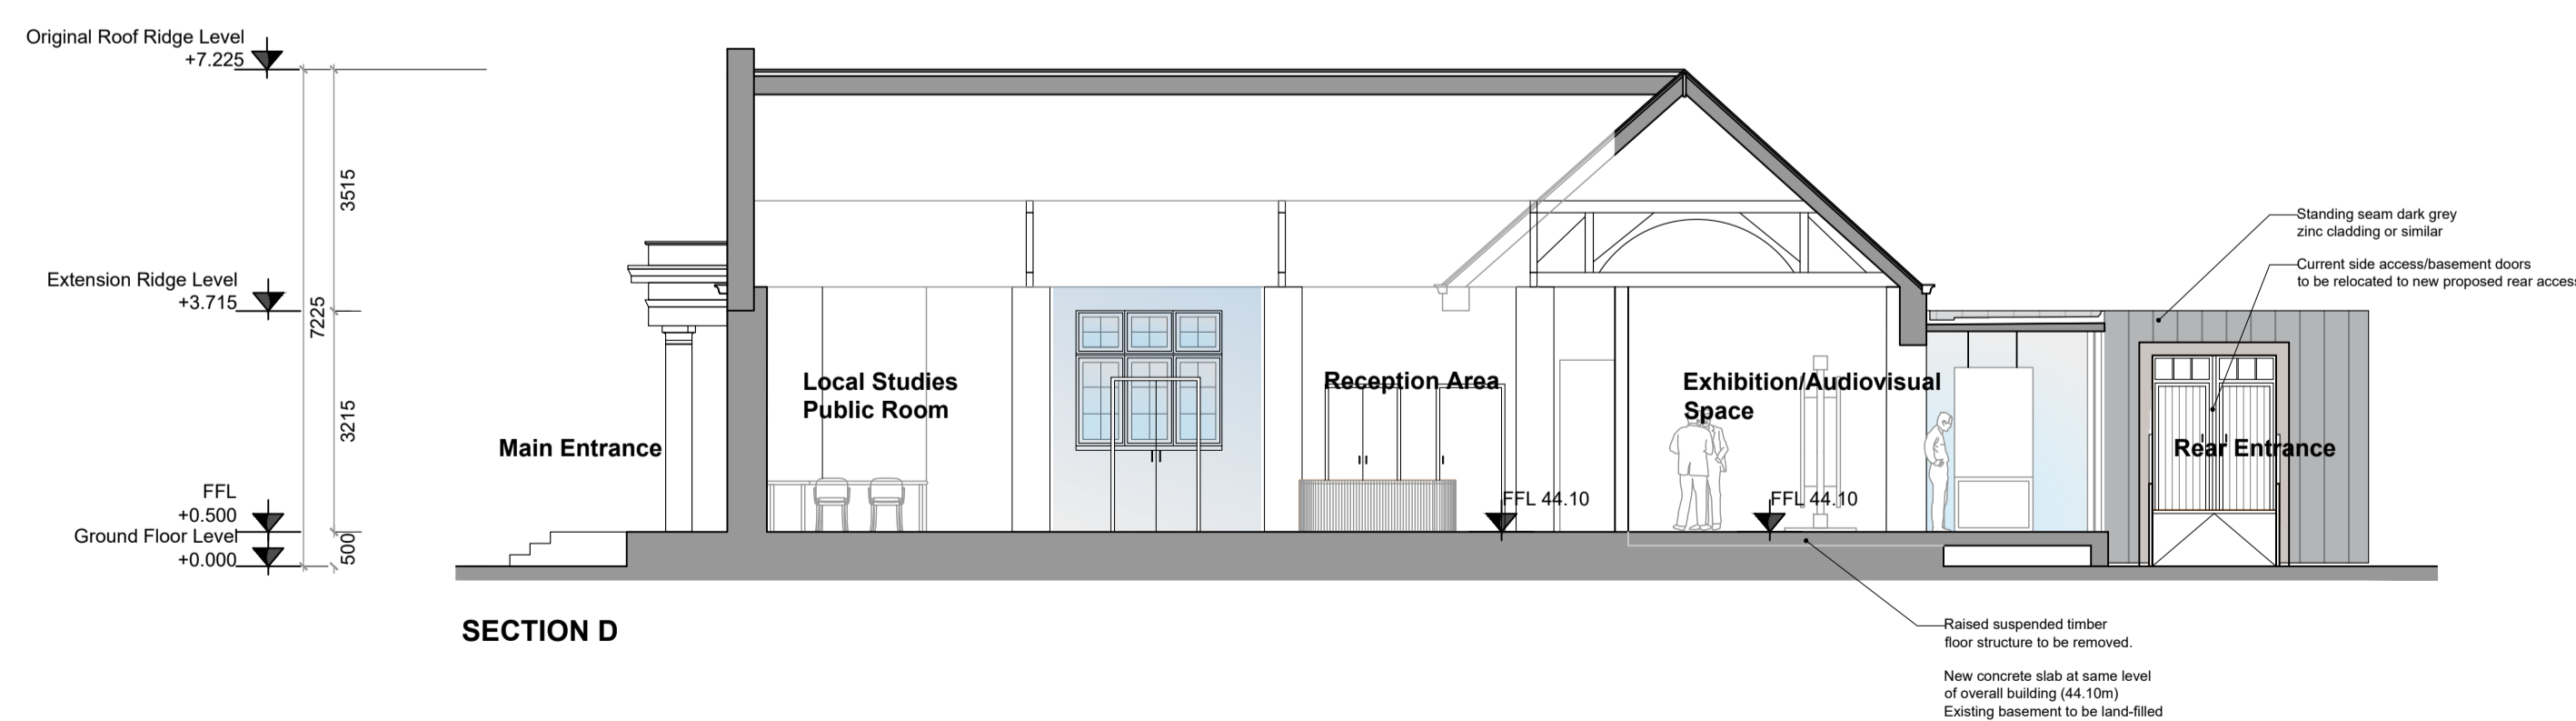 Original Roof Ridge Level
+7.225
3515
Extension Ridge Level
+3.715
7225
3215
FFL
+0.500
Ground Floor Level
+0.000
500
Main Entrance
Local Studies
Public Room
Reception Area
Exhibition/Audiovisual
Space
Rear Entrance
FFL 44.10
FFL 44.10
Standing seam dark grey
zinc cladding or similar
Current side access/basement doors
to be relocated to new proposed rear access
SECTION D
Raised suspended timber
floor structure to be removed.
New concrete slab at same level
of overall building (44.10m)
Existing basement to be land-filled